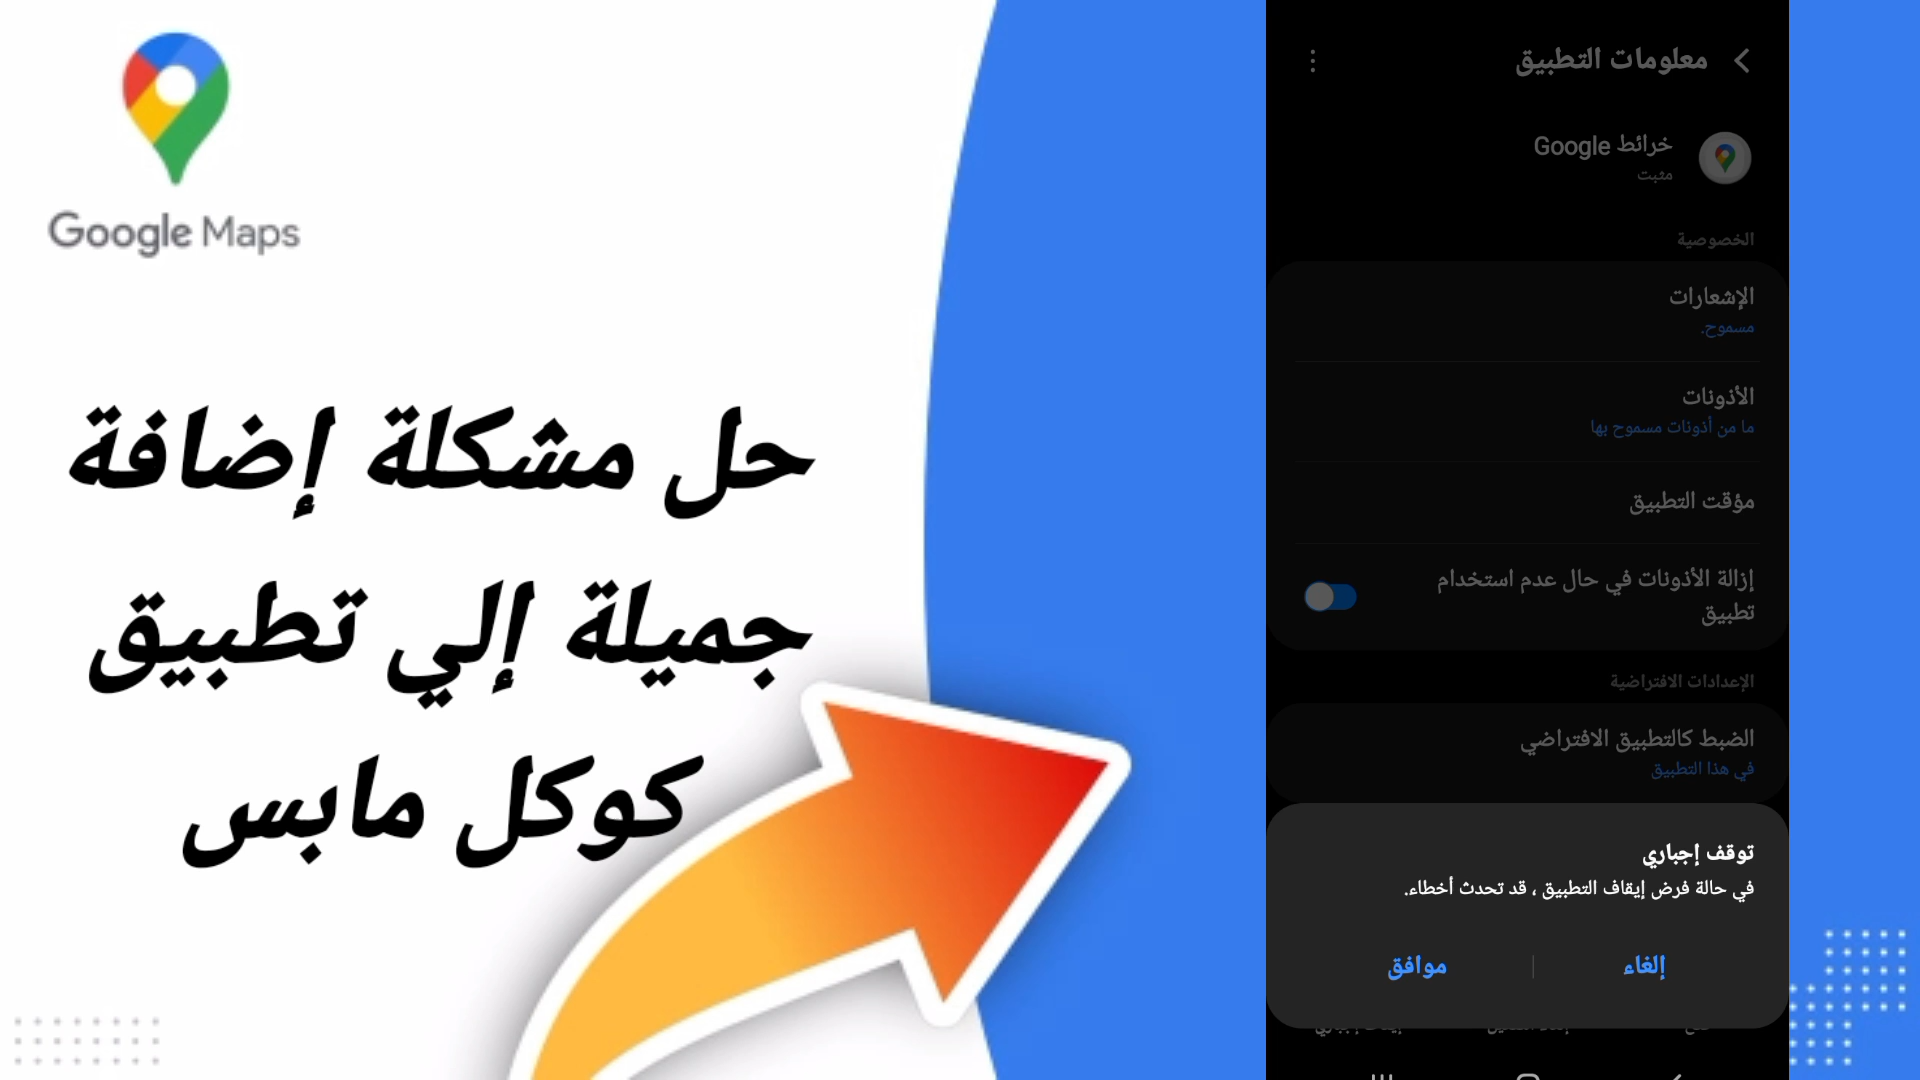 Google Maps
حل مشكلة إضافة
جميلة إلي تطبيق
كوكل مابس
معلومات التطبيق
خرائط Google
مثبت
الخصوصية
الإشعارات
مسموح.
الأذونات
ما من أذونات مسموح بها
مؤقت التطبيق
إزالة الأذونات في حال عدم استخدام
تطبيق
الإعدادات الافتراضية
الضبط كالتطبيق الافتراضي
في هذا التطبيق
توقف إجباري
في حالة فرض إيقاف التطبيق ، قد تحدث أخطاء.
إلغاء
موافق